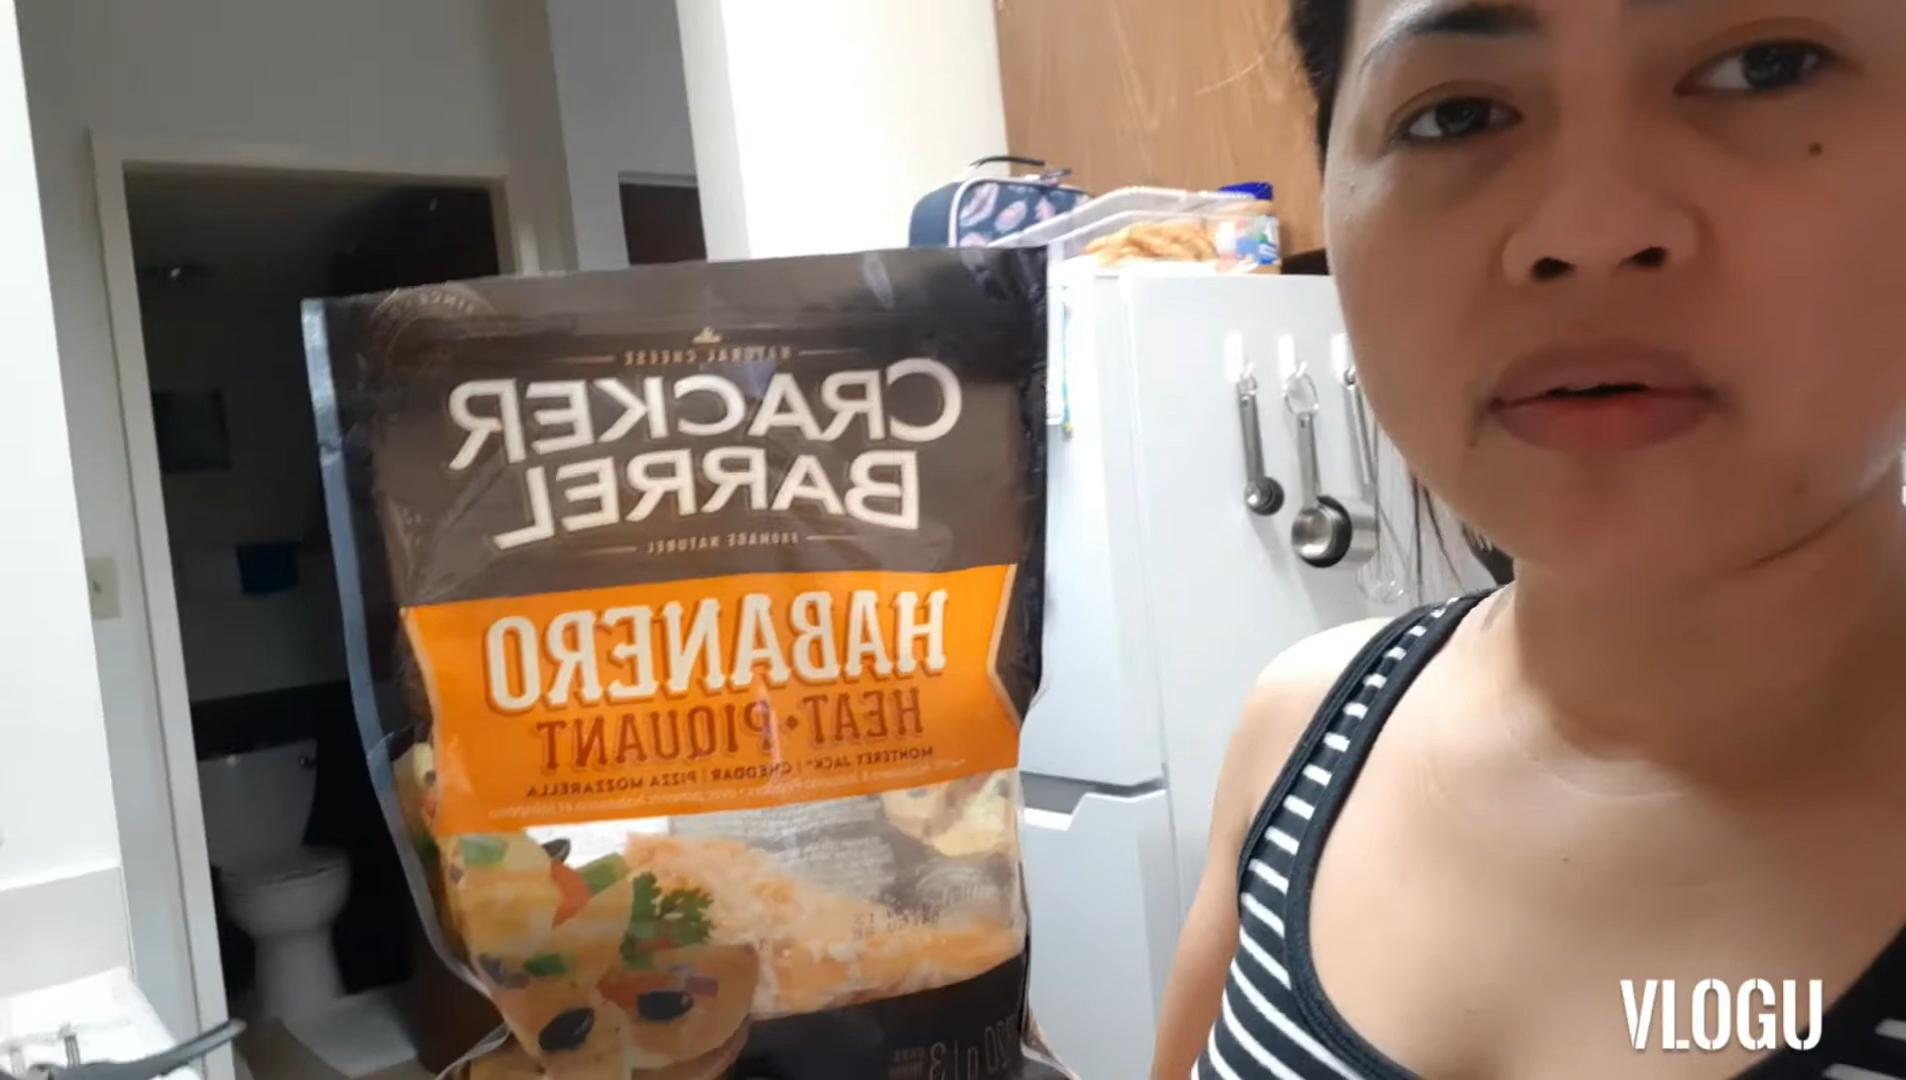 NATURAL CHEESE
CRACKER
BARREL
FROMAGE NATUREL
HABANERO
HEAT • PIQUANT
MONTEREY JACK* | CHEDDAR | PIZZA MOZZARELLA
VLOGU